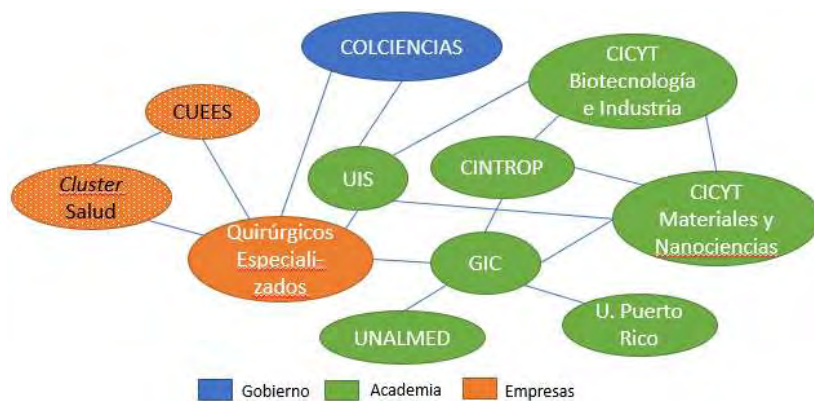 COLCIENCIAS
CICYT
Biotecnología
e Industria
CUEES
UIS
CINTROP
Cluster
Salud
CICYT
Materiales y
Nanociencias
Quirúrgicos
Especiali-
zados
GIC
UNALMED
U. Puerto
Rico
Gobierno
Academia
Empresas